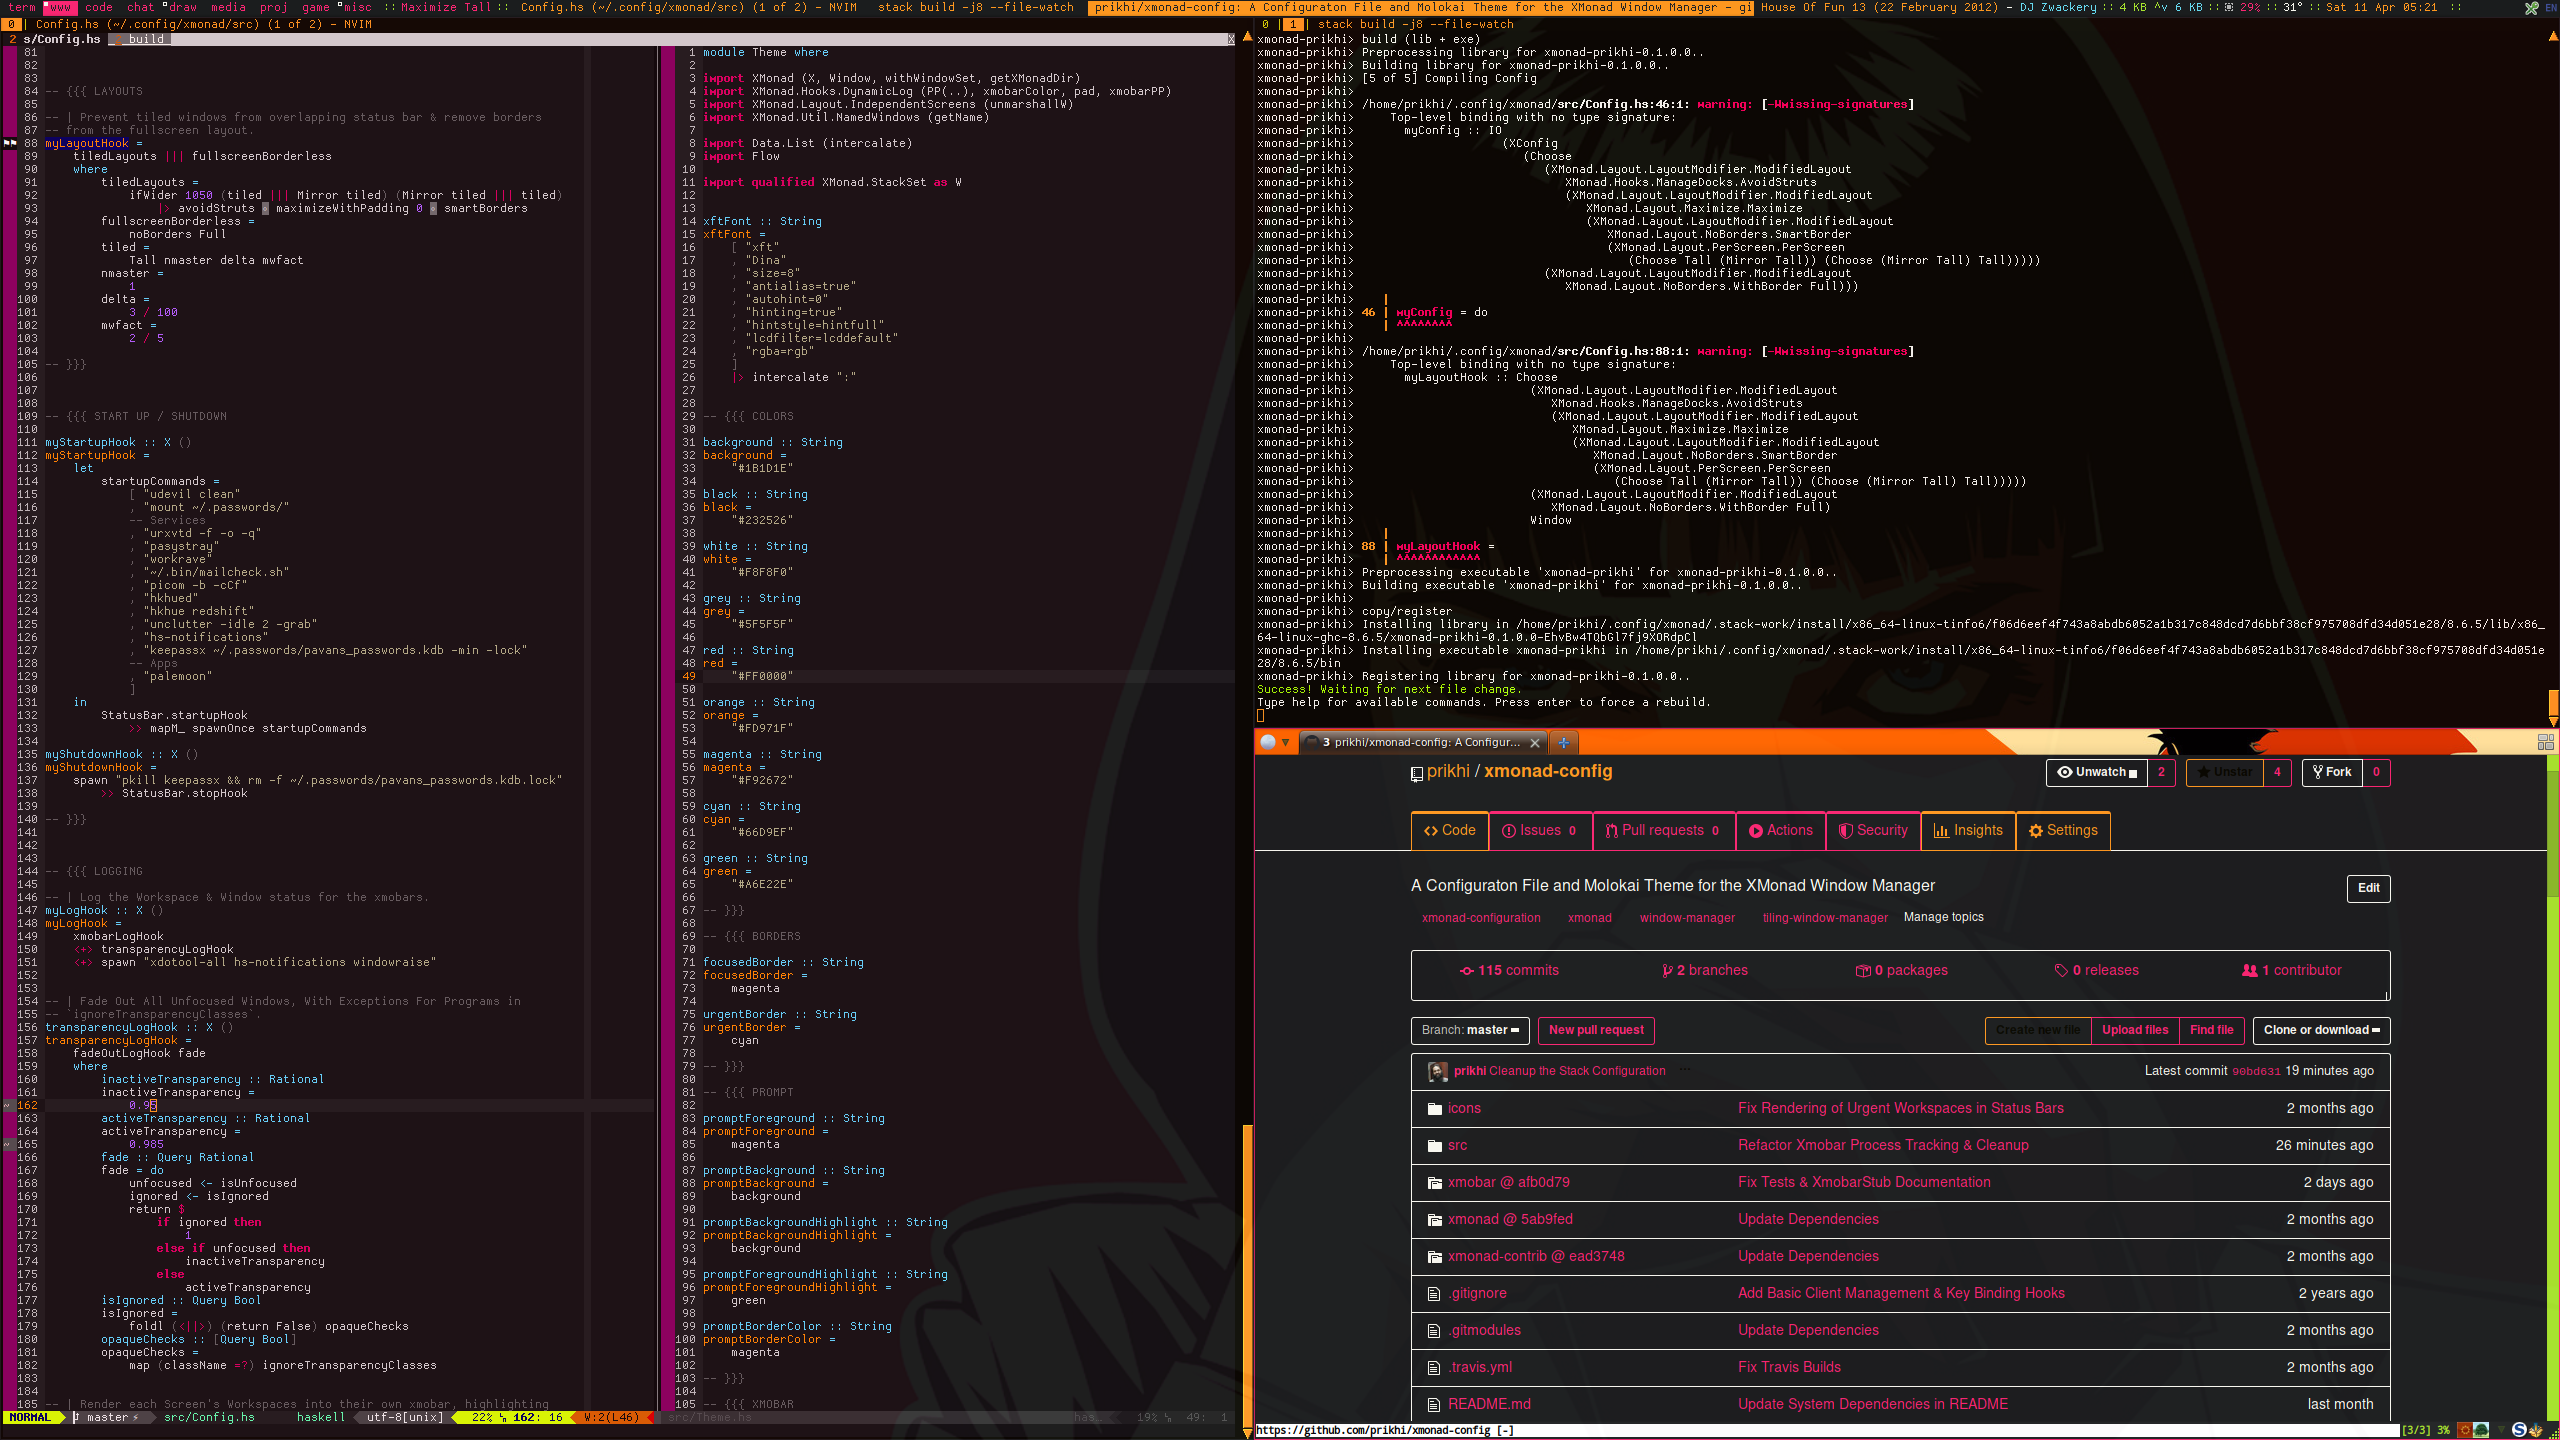 term www code chat draw media proj game misc :: Maximize Tall :: Config.hs (~/.config/xmonad/src) (1 of 2) - NVIM stack build -j8 --file-watch prikhi/xmonad-config: A Configuraton File and Molokai Theme for the XMonad Window Manager - gi House Of Fun 13 (22 February 2012) - DJ Zwackery :: 4 KB ^v 6 KB :: 29% :: 31° :: Sat 11 Apr 05:21 :: EN
0 | Config.hs (~/.config/xmonad/src) (1 of 2) - NVIM
2 s/Config.hs 2 build X
81
82
83
84 -- {{{ LAYOUTS
85
86 -- | Prevent tiled windows from overlapping status bar & remove borders
87 -- from the fullscreen layout.
88 myLayoutHook =
89 tiledLayouts ||| fullscreenBorderless
90 where
91 tiledLayouts =
92 ifWider 1050 (tiled ||| Mirror tiled) (Mirror tiled ||| tiled)
93 |> avoidStruts . maximizeWithPadding 0 . smartBorders
94 fullscreenBorderless =
95 noBorders Full
96 tiled =
97 Tall nmaster delta mwfact
98 nmaster =
99 1
100 delta =
101 3 / 100
102 mwfact =
103 2 / 5
104
105 -- }}}
106
107
108
109 -- {{{ START UP / SHUTDOWN
110
111 myStartupHook :: X ()
112 myStartupHook =
113 let
114 startupCommands =
115 [ "udevil clean"
116 , "mount ~/.passwords/"
117 -- Services
118 , "urxvtd -f -o -q"
119 , "pasystray"
120 , "workrave"
121 , "~/.bin/mailcheck.sh"
122 , "picom -b -cCf"
123 , "hkhued"
124 , "hkhue redshift"
125 , "unclutter -idle 2 -grab"
126 , "hs-notifications"
127 , "keepassx ~/.passwords/pavans_passwords.kdb -min -lock"
128 -- Apps
129 , "palemoon"
130 ]
131 in
132 StatusBar.startupHook
133 >> mapM_ spawnOnce startupCommands
134
135 myShutdownHook :: X ()
136 myShutdownHook =
137 spawn "pkill keepassx && rm -f ~/.passwords/pavans_passwords.kdb.lock"
138 >> StatusBar.stopHook
139
140 -- }}}
141
142
143
144 -- {{{ LOGGING
145
146 -- | Log the Workspace & Window status for the xmobars.
147 myLogHook :: X ()
148 myLogHook =
149 xmobarLogHook
150 <+> transparencyLogHook
151 <+> spawn "xdotool-all hs-notifications windowraise"
152
153
154 -- | Fade Out All Unfocused Windows, With Exceptions For Programs in
155 -- `ignoreTransparencyClasses`.
156 transparencyLogHook :: X ()
157 transparencyLogHook =
158 fadeOutLogHook fade
159 where
160 inactiveTransparency :: Rational
161 inactiveTransparency =
~ 162 0.95
163 activeTransparency :: Rational
164 activeTransparency =
~ 165 0.985
166 fade :: Query Rational
167 fade = do
168 unfocused <- isUnfocused
169 ignored <- isIgnored
170 return $
171 if ignored then
172 1
173 else if unfocused then
174 inactiveTransparency
175 else
176 activeTransparency
177 isIgnored :: Query Bool
178 isIgnored =
179 foldl (<||>) (return False) opaqueChecks
180 opaqueChecks :: [Query Bool]
181 opaqueChecks =
182 map (className =?) ignoreTransparencyClasses
183
184
185 -- | Render each Screen's Workspaces into their own xmobar, highlighting
NORMAL master src/Config.hs haskell utf-8[unix] 22% 162: 16 W:2(L46)
1 module Theme where
2
3 import XMonad (X, Window, withWindowSet, getXMonadDir)
4 import XMonad.Hooks.DynamicLog (PP(..), xmobarColor, pad, xmobarPP)
5 import XMonad.Layout.IndependentScreens (unmarshallW)
6 import XMonad.Util.NamedWindows (getName)
7
8 import Data.List (intercalate)
9 import Flow
10
11 import qualified XMonad.StackSet as W
12
13
14 xftFont :: String
15 xftFont =
16 [ "xft"
17 , "Dina"
18 , "size=8"
19 , "antialias=true"
20 , "autohint=0"
21 , "hinting=true"
22 , "hintstyle=hintfull"
23 , "lcdfilter=lcddefault"
24 , "rgba=rgb"
25 ]
26 |> intercalate ":"
27
28
29 -- {{{ COLORS
30
31 background :: String
32 background =
33 "#1B1D1E"
34
35 black :: String
36 black =
37 "#232526"
38
39 white :: String
40 white =
41 "#F8F8F0"
42
43 grey :: String
44 grey =
45 "#5F5F5F"
46
47 red :: String
48 red =
49 "#FF0000"
50
51 orange :: String
52 orange =
53 "#FD971F"
54
55 magenta :: String
56 magenta =
57 "#F92672"
58
59 cyan :: String
60 cyan =
61 "#66D9EF"
62
63 green :: String
64 green =
65 "#A6E22E"
66
67 -- }}}
68
69 -- {{{ BORDERS
70
71 focusedBorder :: String
72 focusedBorder =
73 magenta
74
75 urgentBorder :: String
76 urgentBorder =
77 cyan
78
79 -- }}}
80
81 -- {{{ PROMPT
82
83 promptForeground :: String
84 promptForeground =
85 magenta
86
87 promptBackground :: String
88 promptBackground =
89 background
90
91 promptBackgroundHighlight :: String
92 promptBackgroundHighlight =
93 background
94
95 promptForegroundHighlight :: String
96 promptForegroundHighlight =
97 green
98
99 promptBorderColor :: String
100 promptBorderColor =
101 magenta
102
103 -- }}}
104
105 -- {{{ XMOBAR
src/Theme.hs has… 19% 49: 1
0 | 1 | stack build -j8 --file-watch
xmonad-prikhi> build (lib + exe)
xmonad-prikhi> Preprocessing library for xmonad-prikhi-0.1.0.0..
xmonad-prikhi> Building library for xmonad-prikhi-0.1.0.0..
xmonad-prikhi> [5 of 5] Compiling Config
xmonad-prikhi>
xmonad-prikhi> /home/prikhi/.config/xmonad/src/Config.hs:46:1: warning: [-Wmissing-signatures]
xmonad-prikhi> Top-level binding with no type signature:
xmonad-prikhi> myConfig :: IO
xmonad-prikhi> (XConfig
xmonad-prikhi> (Choose
xmonad-prikhi> (XMonad.Layout.LayoutModifier.ModifiedLayout
xmonad-prikhi> XMonad.Hooks.ManageDocks.AvoidStruts
xmonad-prikhi> (XMonad.Layout.LayoutModifier.ModifiedLayout
xmonad-prikhi> XMonad.Layout.Maximize.Maximize
xmonad-prikhi> (XMonad.Layout.LayoutModifier.ModifiedLayout
xmonad-prikhi> XMonad.Layout.NoBorders.SmartBorder
xmonad-prikhi> (XMonad.Layout.PerScreen.PerScreen
xmonad-prikhi> (Choose Tall (Mirror Tall)) (Choose (Mirror Tall) Tall)))))
xmonad-prikhi> (XMonad.Layout.LayoutModifier.ModifiedLayout
xmonad-prikhi> XMonad.Layout.NoBorders.WithBorder Full)))
xmonad-prikhi> |
xmonad-prikhi> 46 | myConfig = do
xmonad-prikhi> | ^^^^^^^^
xmonad-prikhi>
xmonad-prikhi> /home/prikhi/.config/xmonad/src/Config.hs:88:1: warning: [-Wmissing-signatures]
xmonad-prikhi> Top-level binding with no type signature:
xmonad-prikhi> myLayoutHook :: Choose
xmonad-prikhi> (XMonad.Layout.LayoutModifier.ModifiedLayout
xmonad-prikhi> XMonad.Hooks.ManageDocks.AvoidStruts
xmonad-prikhi> (XMonad.Layout.LayoutModifier.ModifiedLayout
xmonad-prikhi> XMonad.Layout.Maximize.Maximize
xmonad-prikhi> (XMonad.Layout.LayoutModifier.ModifiedLayout
xmonad-prikhi> XMonad.Layout.NoBorders.SmartBorder
xmonad-prikhi> (XMonad.Layout.PerScreen.PerScreen
xmonad-prikhi> (Choose Tall (Mirror Tall)) (Choose (Mirror Tall) Tall)))))
xmonad-prikhi> (XMonad.Layout.LayoutModifier.ModifiedLayout
xmonad-prikhi> XMonad.Layout.NoBorders.WithBorder Full)
xmonad-prikhi> Window
xmonad-prikhi> |
xmonad-prikhi> 88 | myLayoutHook =
xmonad-prikhi> | ^^^^^^^^^^^^
xmonad-prikhi> Preprocessing executable 'xmonad-prikhi' for xmonad-prikhi-0.1.0.0..
xmonad-prikhi> Building executable 'xmonad-prikhi' for xmonad-prikhi-0.1.0.0..
xmonad-prikhi>
xmonad-prikhi> copy/register
xmonad-prikhi> Installing library in /home/prikhi/.config/xmonad/.stack-work/install/x86_64-linux-tinfo6/f06d6eef4f743a8abdb6052a1b317c848dcd7d6bbf38cf975708dfd34d051e28/8.6.5/lib/x86_
64-linux-ghc-8.6.5/xmonad-prikhi-0.1.0.0-EhvBw4TQbGl7fj9XORdpCl
xmonad-prikhi> Installing executable xmonad-prikhi in /home/prikhi/.config/xmonad/.stack-work/install/x86_64-linux-tinfo6/f06d6eef4f743a8abdb6052a1b317c848dcd7d6bbf38cf975708dfd34d051e
28/8.6.5/bin
xmonad-prikhi> Registering library for xmonad-prikhi-0.1.0.0..
Success! Waiting for next file change.
Type help for available commands. Press enter to force a rebuild.
3 prikhi/xmonad-config: A Configur...
prikhi / xmonad-config
Unwatch 2 Unstar 4 Fork 0
Code Issues 0 Pull requests 0 Actions Security Insights Settings
A Configuraton File and Molokai Theme for the XMonad Window Manager Edit
xmonad-configuration xmonad window-manager tiling-window-manager Manage topics
115 commits 2 branches 0 packages 0 releases 1 contributor
Branch: master New pull request Create new file Upload files Find file Clone or download
prikhi Cleanup the Stack Configuration ... Latest commit 90bd631 19 minutes ago
icons Fix Rendering of Urgent Workspaces in Status Bars 2 months ago
src Refactor Xmobar Process Tracking & Cleanup 26 minutes ago
xmobar @ afb0d79 Fix Tests & XmobarStub Documentation 2 days ago
xmonad @ 5ab9fed Update Dependencies 2 months ago
xmonad-contrib @ ead3748 Update Dependencies 2 months ago
.gitignore Add Basic Client Management & Key Binding Hooks 2 years ago
.gitmodules Update Dependencies 2 months ago
.travis.yml Fix Travis Builds 2 months ago
README.md Update System Dependencies in README last month
https://github.com/prikhi/xmonad-config [-] [3/3] 3%